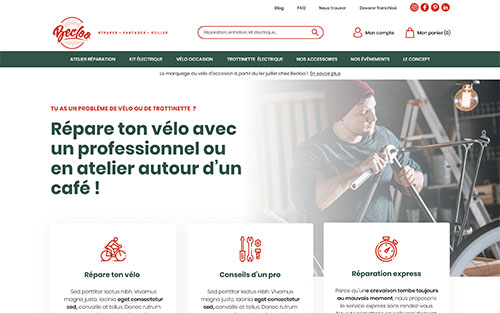 Blog FAQ Nous trouver Devenir franchisé
Becloo
RÉPARER • PARTAGER • ROULER
Réparation entretien, kit électrique...
Mon compte Mon panier (0)
ATELIER RÉPARATION KIT ÉLECTRIQUE VÉLO OCCASION TROTTINETTE ÉLECTRIQUE NOS ACCESSOIRES NOS ÉVÉNEMENTS LE CONCEPT
Le marquage du vélo d'occasion à partir du 1er juillet chez Becloo ! En savoir plus
TU AS UN PROBLÈME DE VÉLO OU DE TROTTINETTE ?
Répare ton vélo avec
un professionnel ou
en atelier autour d'un
café !
Répare ton vélo
Sed porttitor lectus nibh. Vivamus
magna justo, lacinia eget consectetur
sed, convallis at tellus. Donec rutrum
Conseils d'un pro
Sed porttitor lectus nibh. Vivamus
magna justo, lacinia eget consectetur
sed, convallis at tellus. Donec rutrum
Réparation express
Parce qu'une crevaison tombe toujours
au mauvais moment, nous proposons
le service express sans rendez-vous.